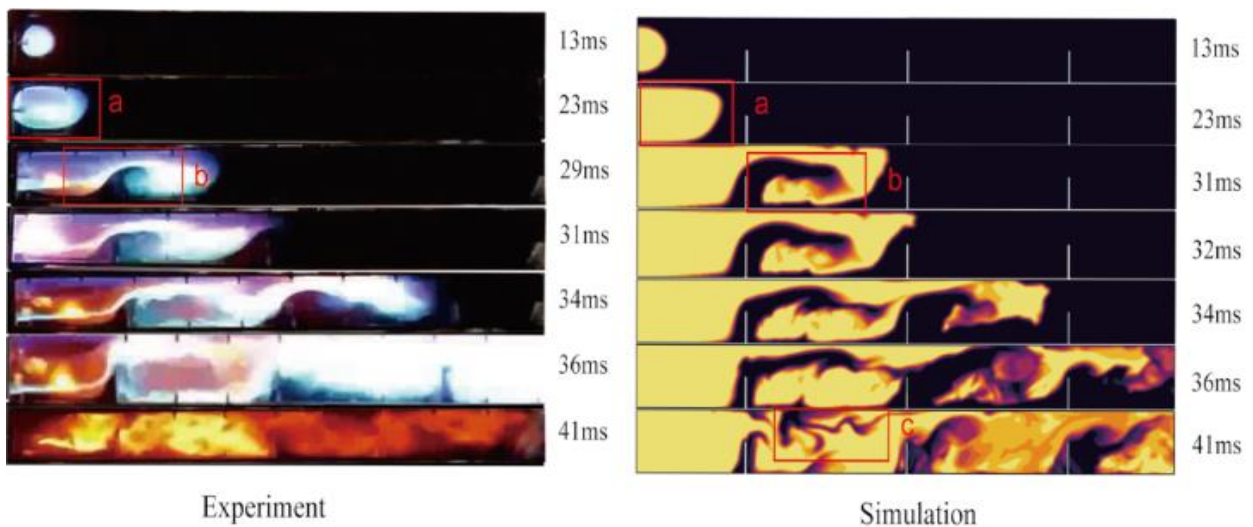 13ms
23ms
a
29ms
b
31ms
34ms
36ms
41ms
Experiment
13ms
23ms
a
31ms
b
32ms
34ms
36ms
41ms
c
Simulation